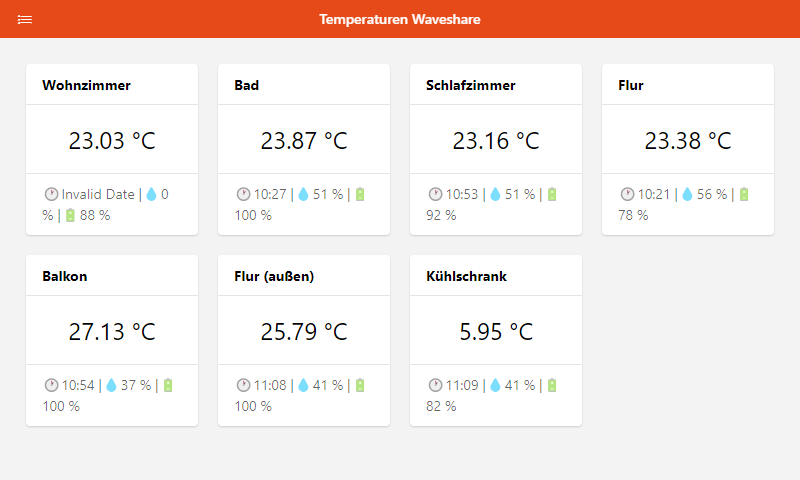 Temperaturen Waveshare
Wohnzimmer
23.03 °C
Invalid Date | 0
% | 88 %
Bad
23.87 °C
10:27 | 51 % |
100 %
Schlafzimmer
23.16 °C
10:53 | 51 % |
92 %
Flur
23.38 °C
10:21 | 56 % |
78 %
Balkon
27.13 °C
10:54 | 37 % |
100 %
Flur (außen)
25.79 °C
11:08 | 41 % |
100 %
Kühlschrank
5.95 °C
11:09 | 41 % |
82 %